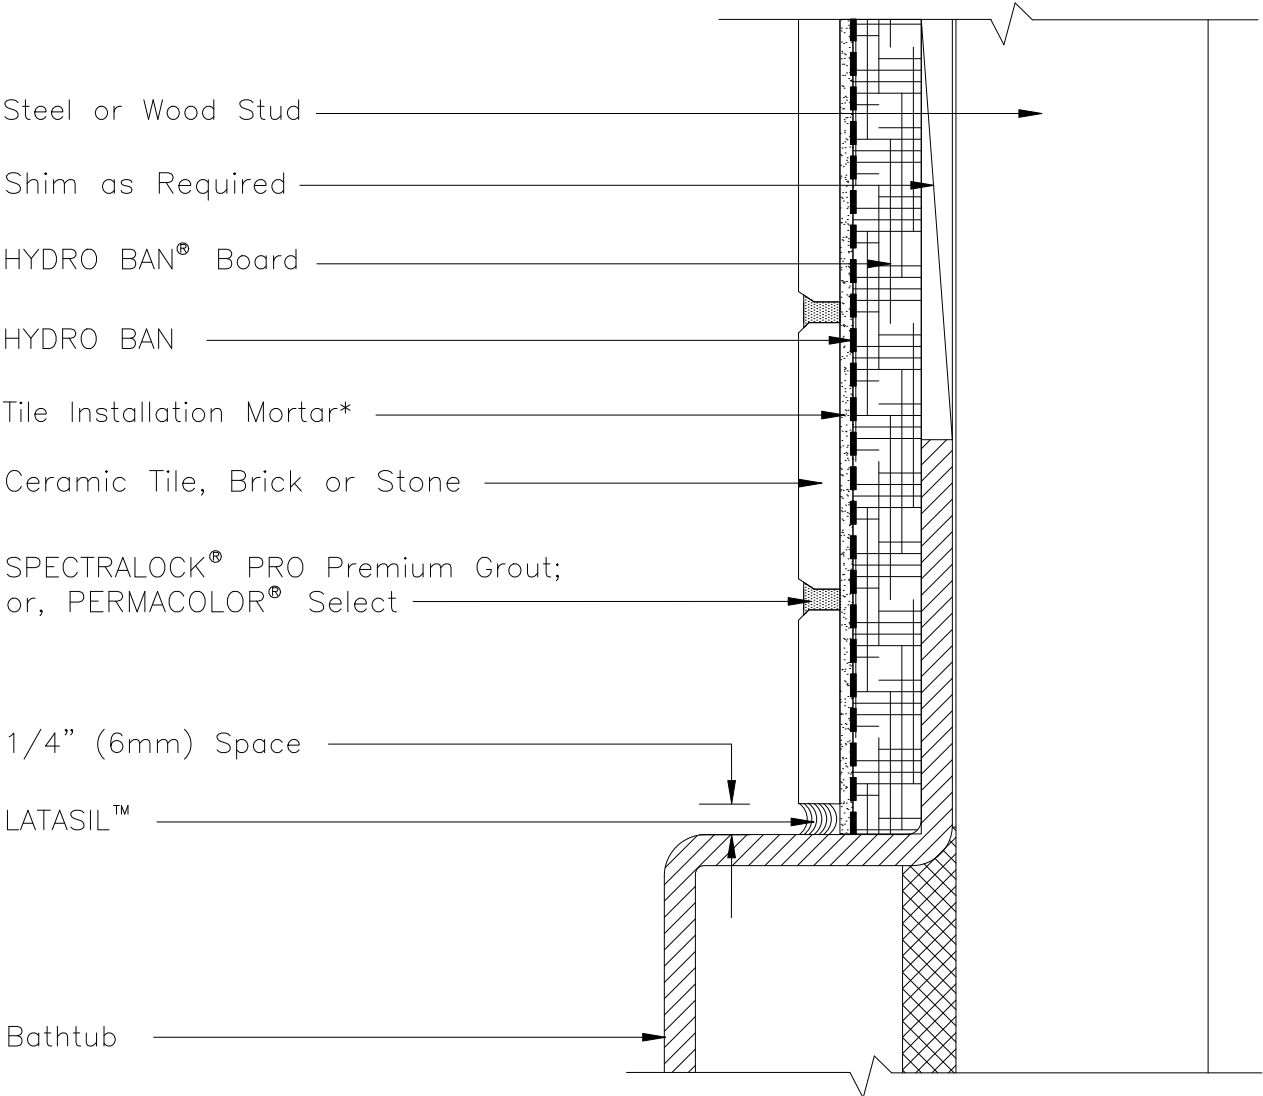 Steel or Wood Stud
Shim as Required
HYDRO BAN® Board
HYDRO BAN
Tile Installation Mortar*
Ceramic Tile, Brick or Stone
SPECTRALOCK® PRO Premium Grout;
or, PERMACOLOR® Select
1/4” (6mm) Space
LATASIL™
Bathtub